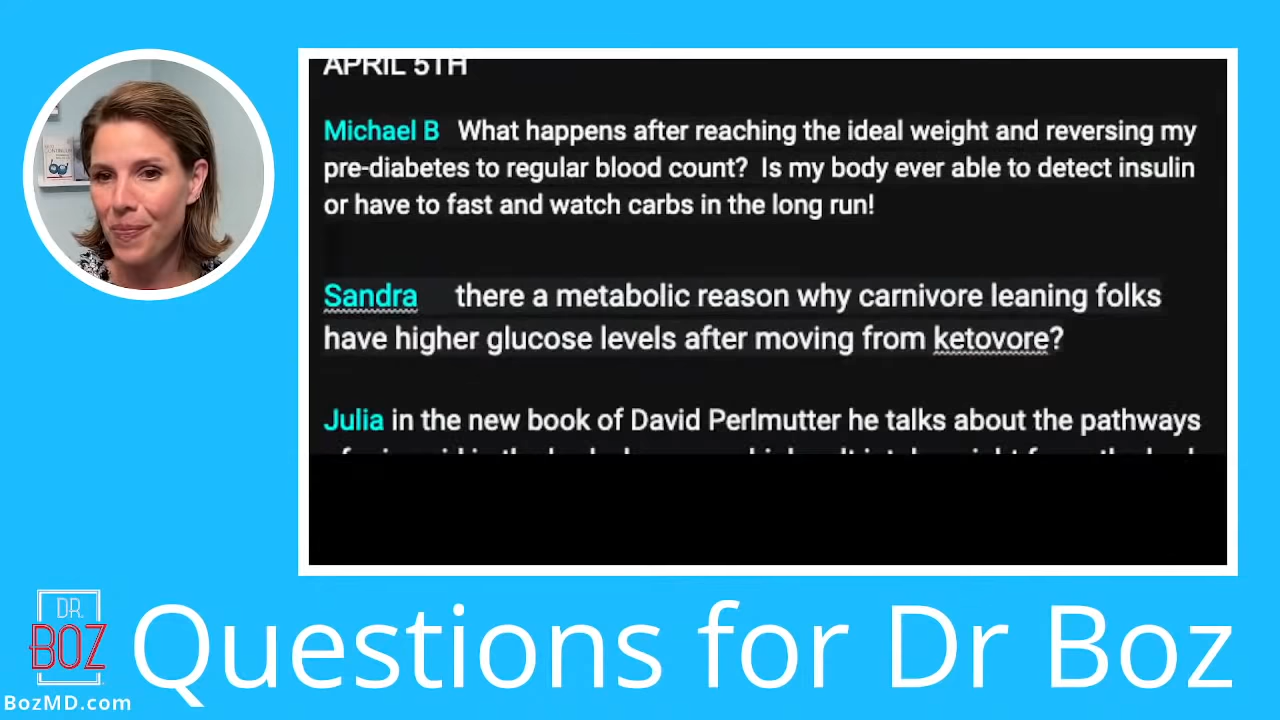 APRIL 5TH
Michael B What happens after reaching the ideal weight and reversing my
pre-diabetes to regular blood count? Is my body ever able to detect insulin
or have to fast and watch carbs in the long run!
Sandra there a metabolic reason why carnivore leaning folks
have higher glucose levels after moving from ketovore?
Julia in the new book of David Perlmutter he talks about the pathways
DR.
BOZ
Questions for Dr Boz
BozMD.com